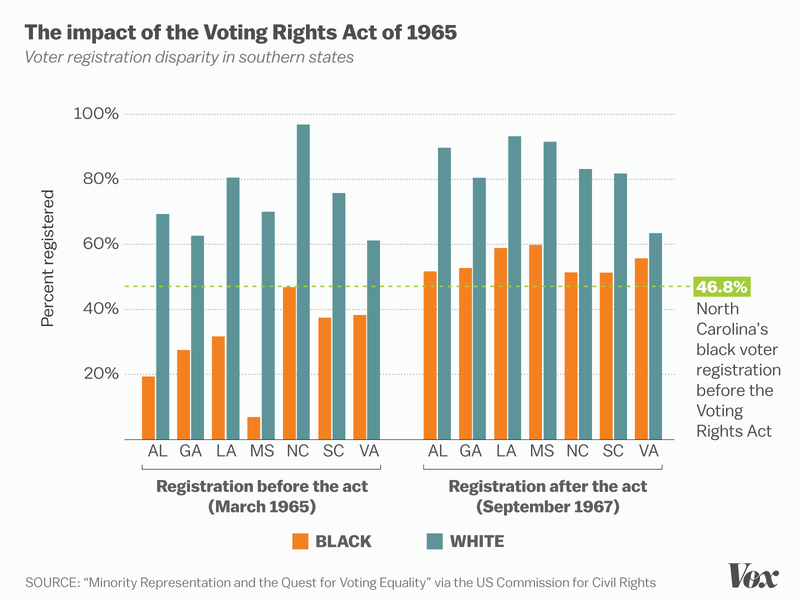 The impact of the Voting Rights Act of 1965
Voter registration disparity in southern states
Percent registered
100%
80%
60%
40%
20%
AL GA LA MS NC SC VA
AL GA LA MS NC SC VA
Registration before the act
(March 1965)
Registration after the act
(September 1967)
46.8%
North
Carolina's
black voter
registration
before the
Voting
Rights Act
BLACK
WHITE
SOURCE: “Minority Representation and the Quest for Voting Equality” via the US Commission for Civil Rights
Vox